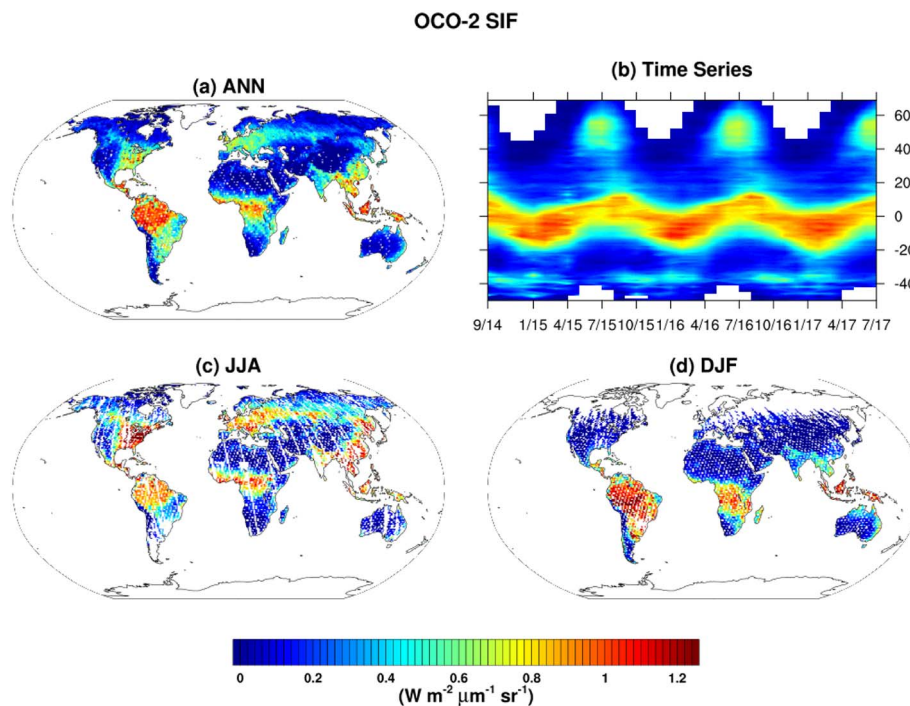 OCO-2 SIF
(a) ANN
(b) Time Series
60
40
20
0
-20
-40
9/14 1/15 4/15 7/15 10/15 1/16 4/16 7/16 10/16 1/17 4/17 7/17
(c) JJA
(d) DJF
0 0.2 0.4 0.6 0.8 1 1.2
(W m⁻² μm⁻¹ sr⁻¹)